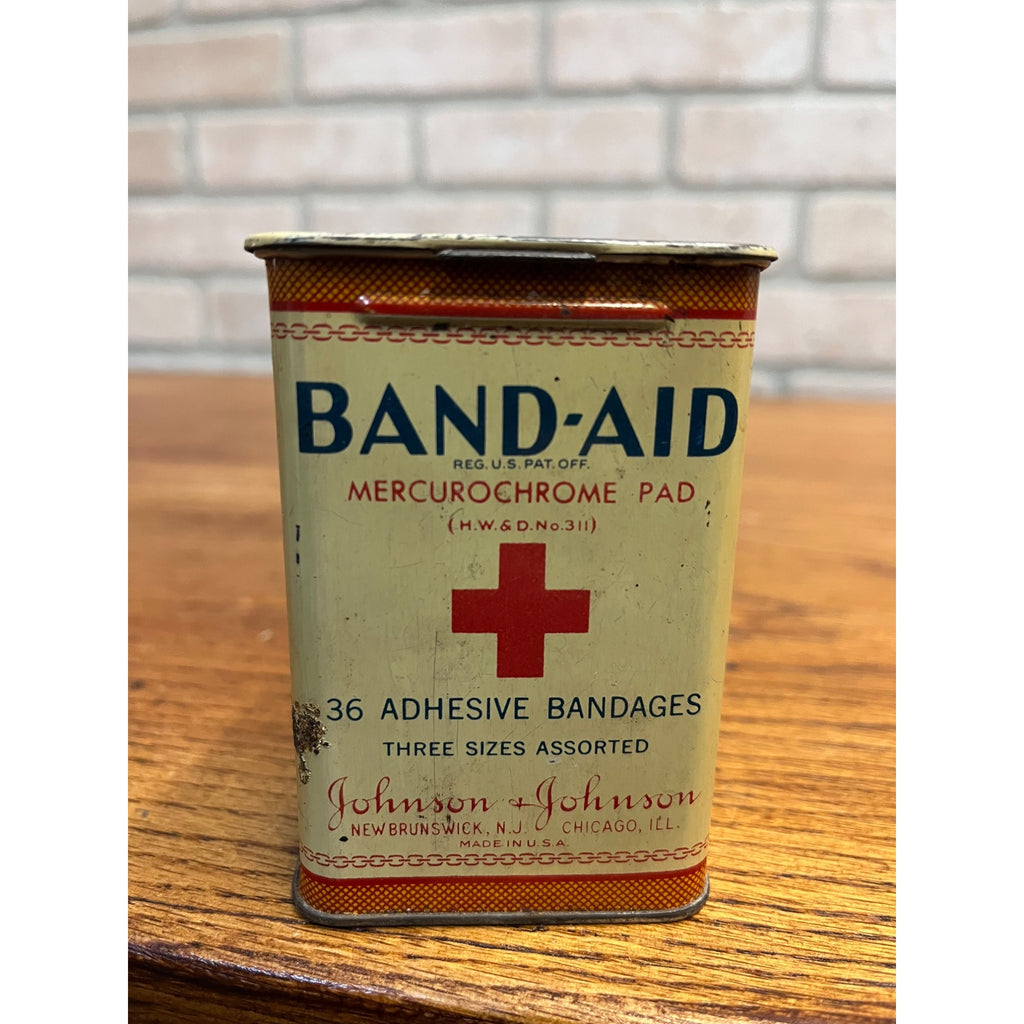 BAND-AID
REG. U.S. PAT. OFF.
MERCUROCHROME PAD
(H.W. & D. No. 311)
36 ADHESIVE BANDAGES
THREE SIZES ASSORTED
Johnson + Johnson
NEW BRUNSWICK, N.J. CHICAGO, ILL.
MADE IN U.S.A.